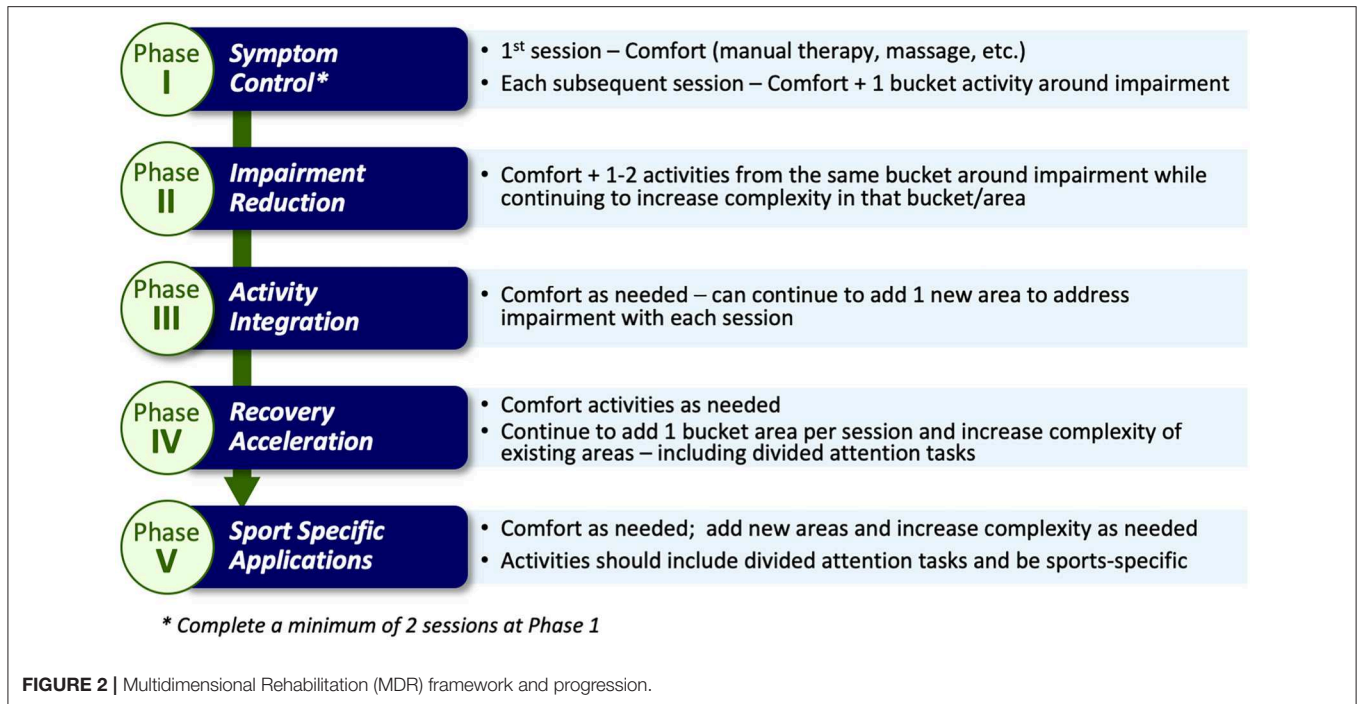 Phase
I
Symptom
Control*
• 1st session – Comfort (manual therapy, massage, etc.)
• Each subsequent session – Comfort + 1 bucket activity around impairment
Phase
II
Impairment
Reduction
• Comfort + 1-2 activities from the same bucket around impairment while
continuing to increase complexity in that bucket/area
Phase
III
Activity
Integration
• Comfort as needed – can continue to add 1 new area to address
impairment with each session
Phase
IV
Recovery
Acceleration
• Comfort activities as needed
• Continue to add 1 bucket area per session and increase complexity of
existing areas – including divided attention tasks
Phase
V
Sport Specific
Applications
• Comfort as needed; add new areas and increase complexity as needed
• Activities should include divided attention tasks and be sports-specific
* Complete a minimum of 2 sessions at Phase 1
FIGURE 2 | Multidimensional Rehabilitation (MDR) framework and progression.